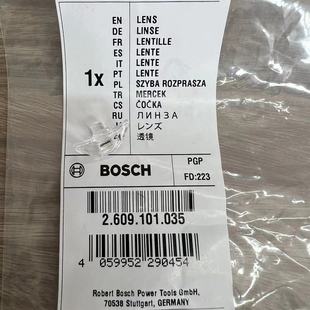 EN LENS
DE LINSE
FR LENTILLE
ES LENTE
IT LENTE
PT LENTE
PL SZYBA ROZPRASZA
TR MERCEK
CS ČOČKA
RU ЛИНЗА
レンズ
透镜
1x
BOSCH
PGP
FD:223
2.609.101.035
4 059952 290454
Robert Bosch Power Tools GmbH,
70538 Stuttgart, GERMANY